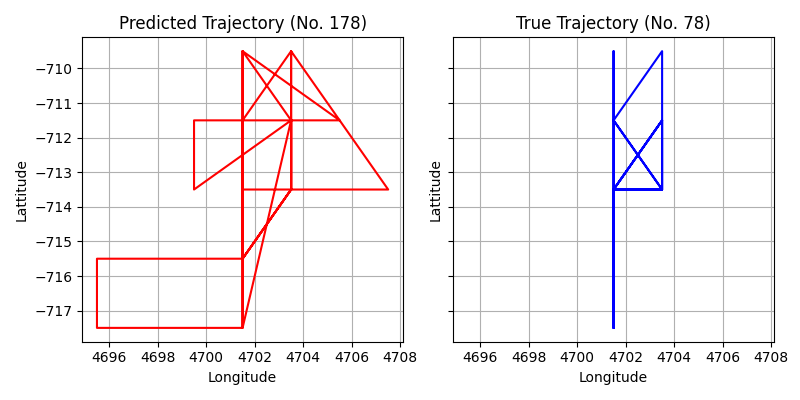 Predicted Trajectory (No. 178)
True Trajectory (No. 78)
−710
−711
−712
−713
−714
−715
−716
−717
Lattitude
Lattitude
4696 4698 4700 4702 4704 4706 4708
4696 4698 4700 4702 4704 4706 4708
Longitude
Longitude